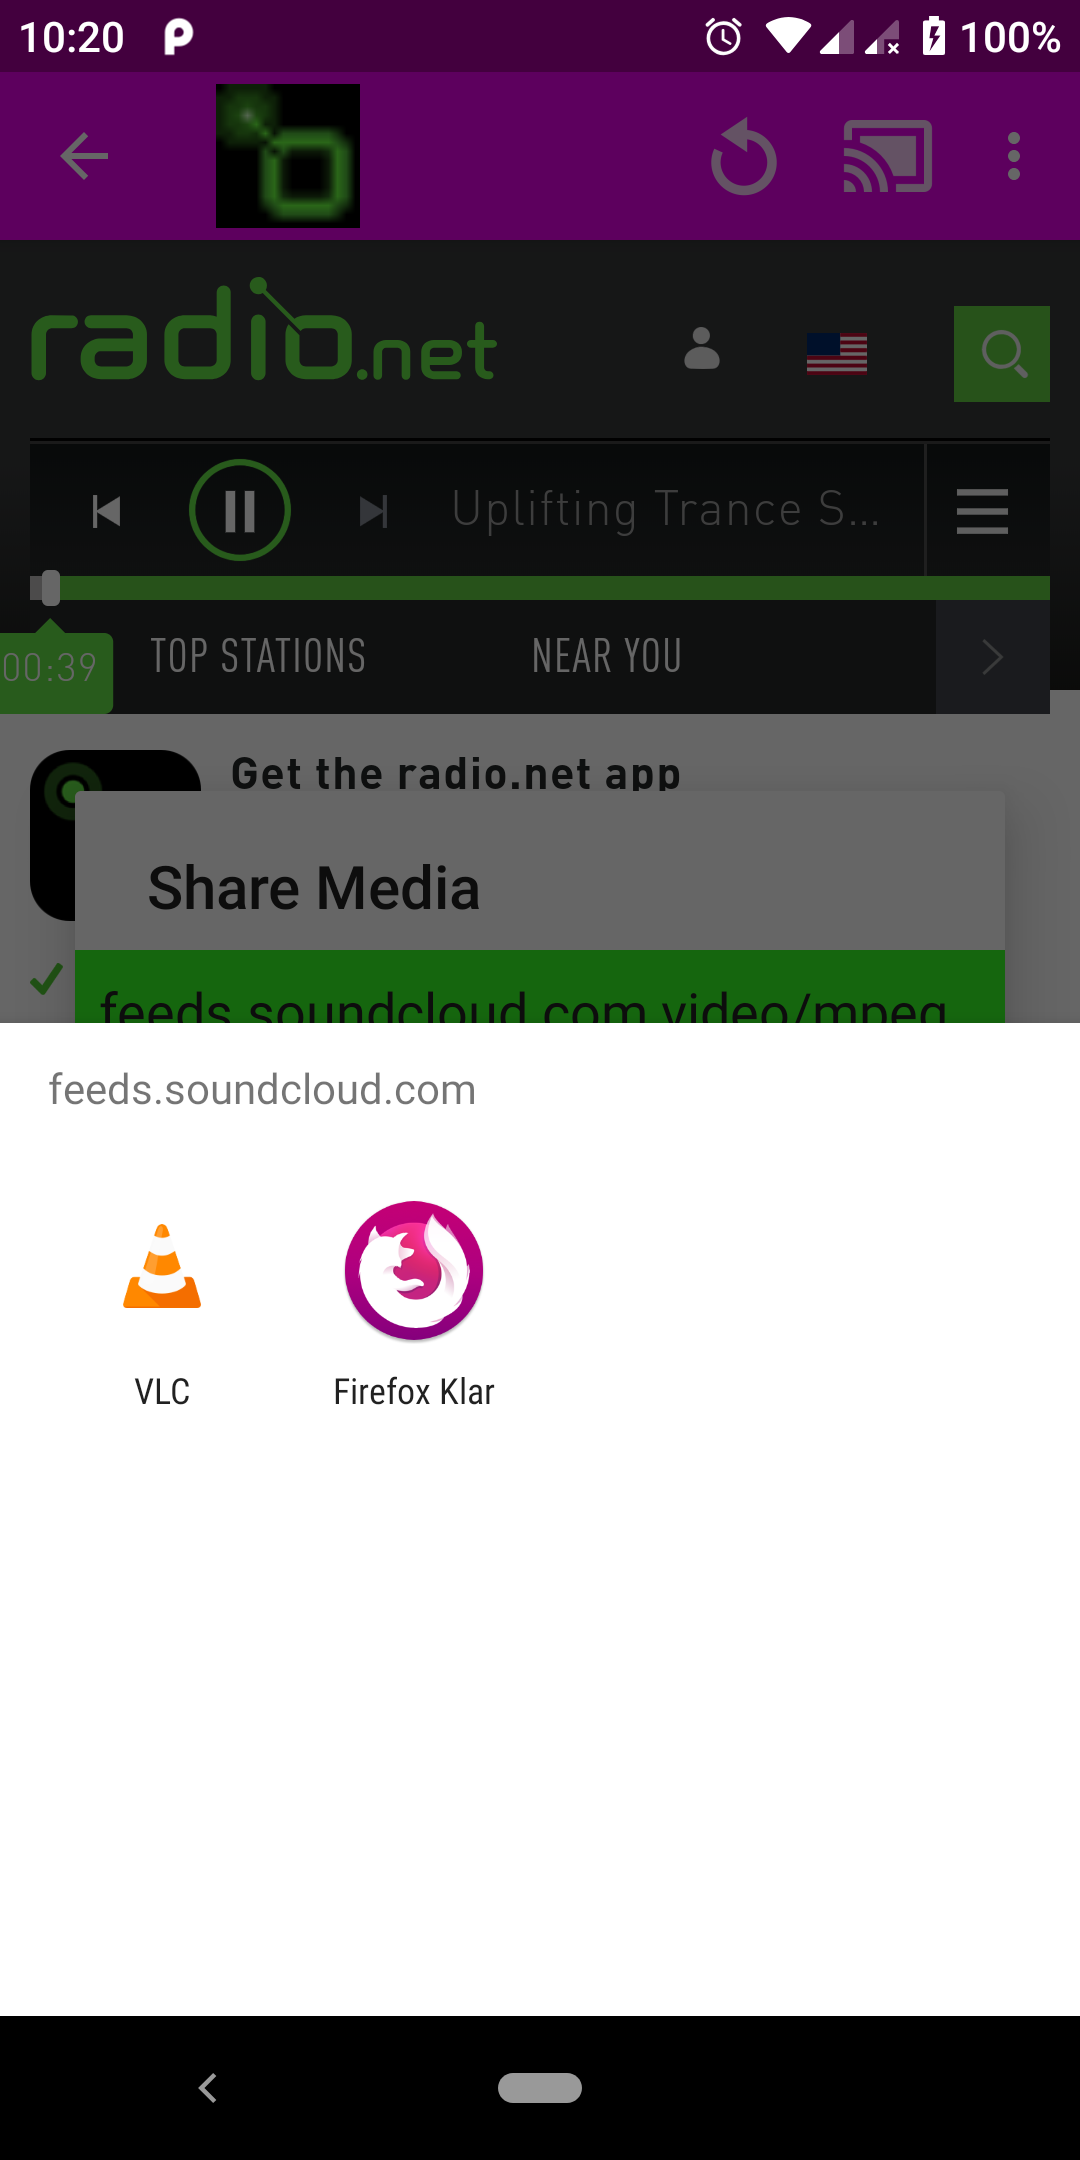 10:20
100%
radio.net
Uplifting Trance S...
00:39
TOP STATIONS
NEAR YOU
Get the radio.net app
Share Media
feeds.soundcloud.com video/mpeg
feeds.soundcloud.com
VLC
Firefox Klar